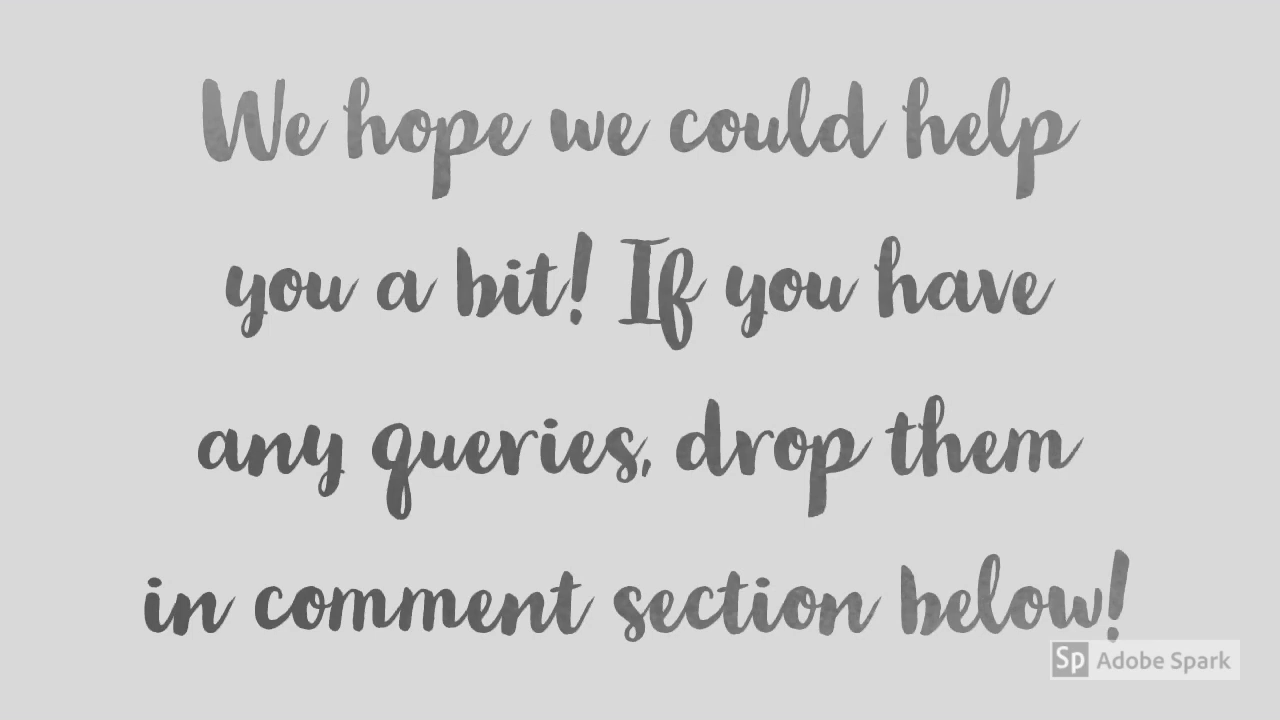 We hope we could help
you a bit! If you have
any queries, drop them
in comment section below!
Sp Adobe Spark